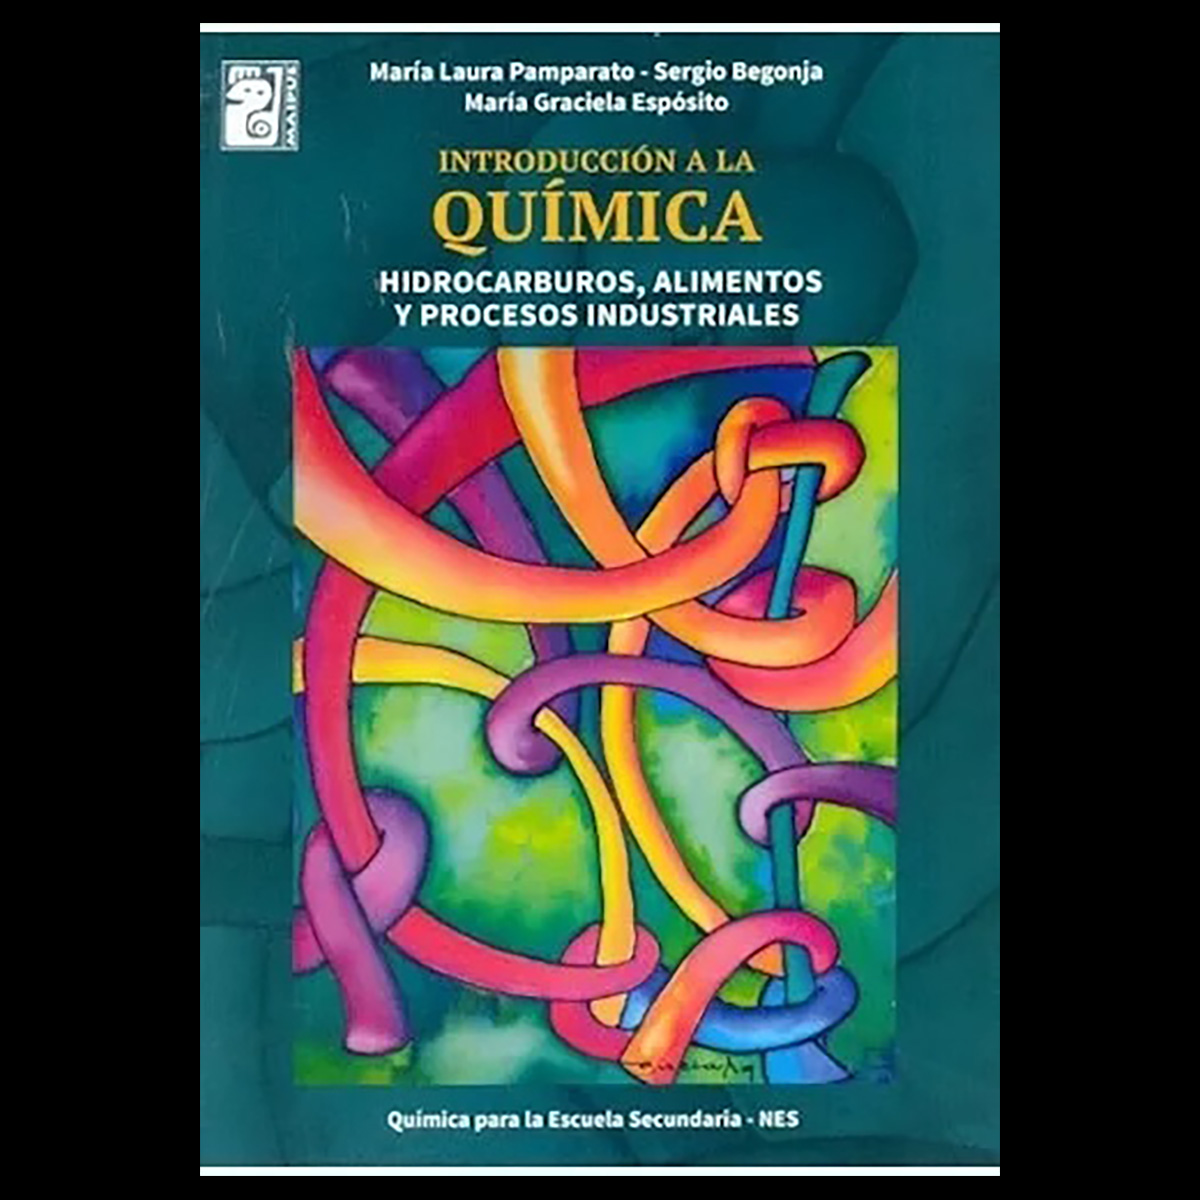 María Laura Pamparato - Sergio Begonja
María Graciela Espósito
MAIPUE
INTRODUCCIÓN A LA
QUÍMICA
HIDROCARBUROS, ALIMENTOS
Y PROCESOS INDUSTRIALES
Química para la Escuela Secundaria - NES